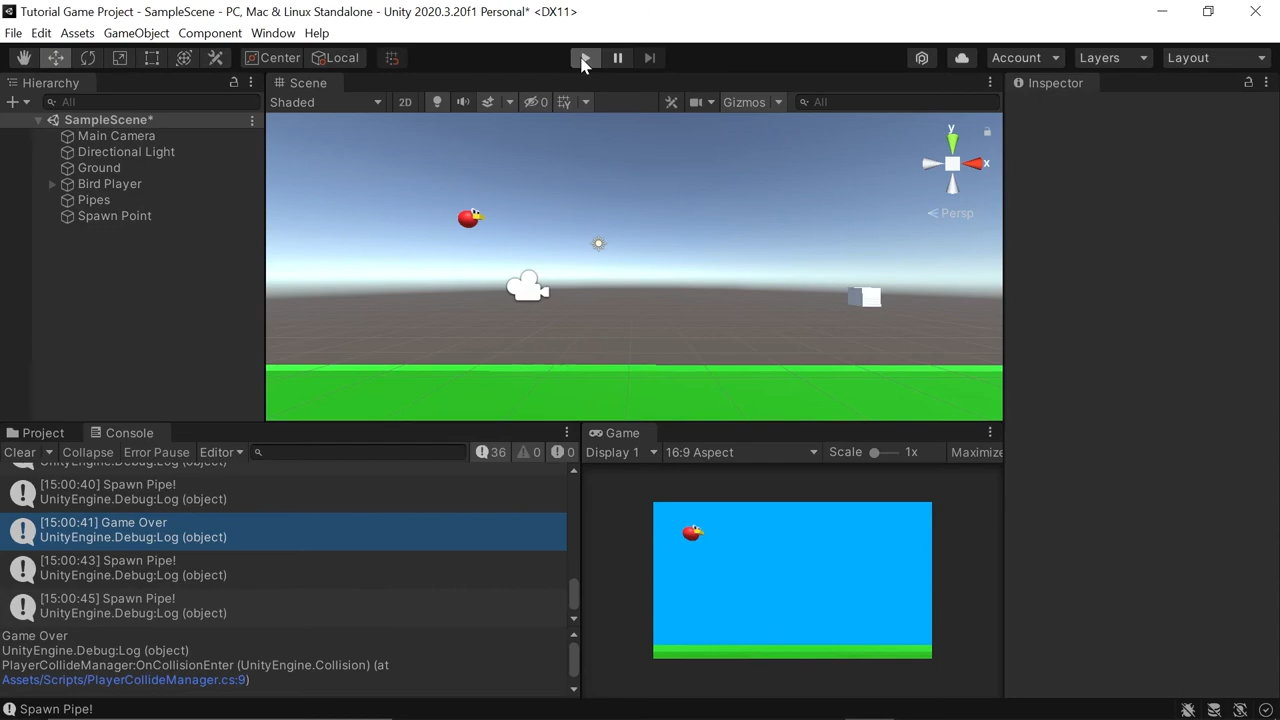 Tutorial Game Project - SampleScene - PC, Mac & Linux Standalone - Unity 2020.3.20f1 Personal* <DX11>
File Edit Assets GameObject Component Window Help
Center Local Account Layers Layout
Hierarchy
All
SampleScene*
Main Camera
Directional Light
Ground
Bird Player
Pipes
Spawn Point
Scene
Shaded 2D 0 Gizmos All
y
x
Persp
Inspector
Project Console
Clear Collapse Error Pause Editor 36 0 0
UnityEngine.Debug:Log (object)
[15:00:40] Spawn Pipe!
UnityEngine.Debug:Log (object)
[15:00:41] Game Over
UnityEngine.Debug:Log (object)
[15:00:43] Spawn Pipe!
UnityEngine.Debug:Log (object)
[15:00:45] Spawn Pipe!
UnityEngine.Debug:Log (object)
Game Over
UnityEngine.Debug:Log (object)
PlayerCollideManager:OnCollisionEnter (UnityEngine.Collision) (at
Assets/Scripts/PlayerCollideManager.cs:9)
Game
Display 1 16:9 Aspect Scale 1x Maximize
Spawn Pipe!